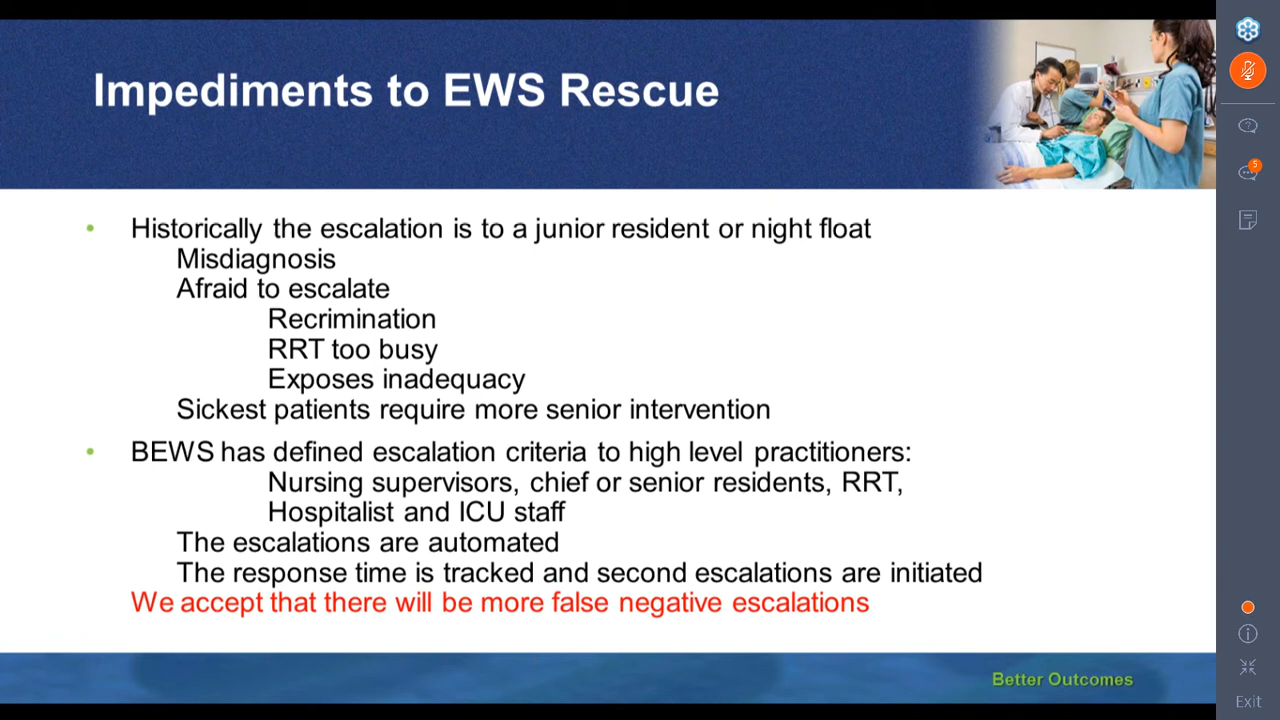 Impediments to EWS Rescue
• Historically the escalation is to a junior resident or night float
Misdiagnosis
Afraid to escalate
Recrimination
RRT too busy
Exposes inadequacy
Sickest patients require more senior intervention
• BEWS has defined escalation criteria to high level practitioners:
Nursing supervisors, chief or senior residents, RRT,
Hospitalist and ICU staff
The escalations are automated
The response time is tracked and second escalations are initiated
We accept that there will be more false negative escalations
Better Outcomes
5
Exit